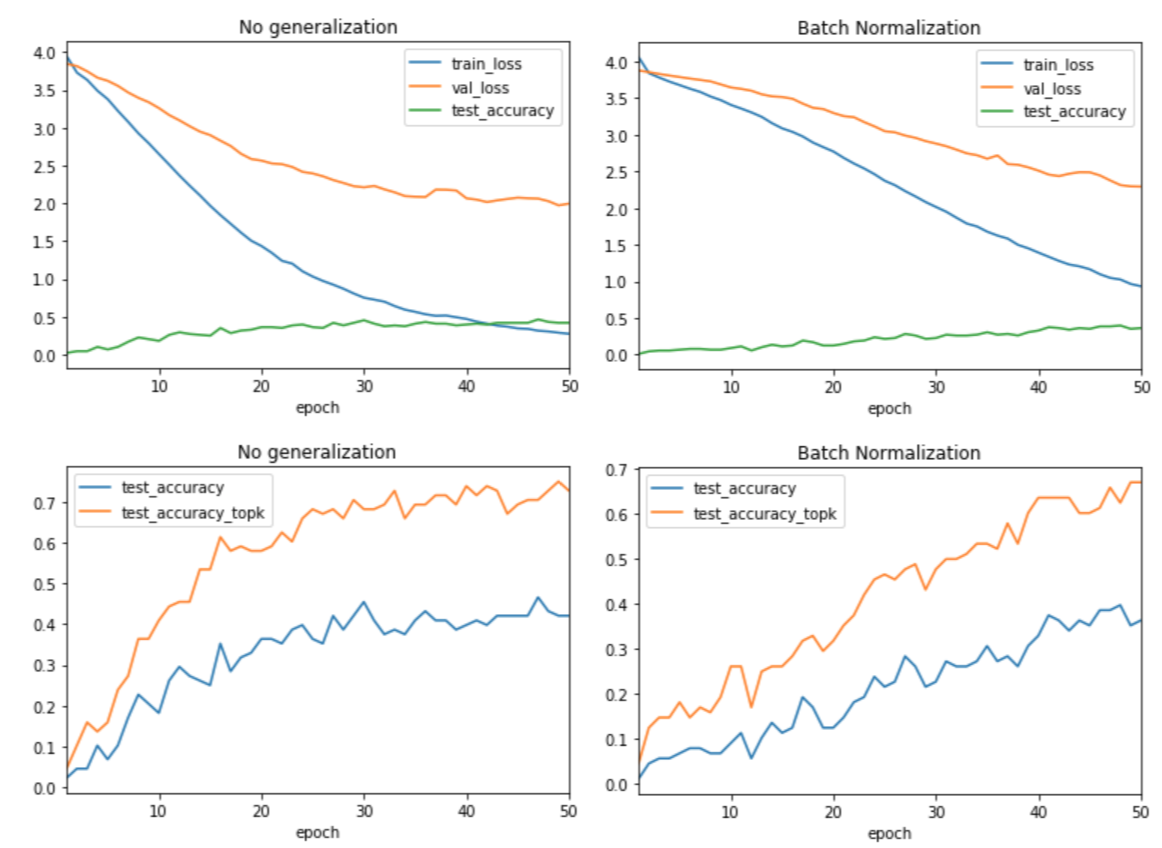 No generalization
4.0
3.5
3.0
2.5
2.0
1.5
1.0
0.5
0.0
train_loss
val_loss
test_accuracy
10 20 30 40 50
epoch
Batch Normalization
4.0
3.5
3.0
2.5
2.0
1.5
1.0
0.5
0.0
train_loss
val_loss
test_accuracy
10 20 30 40 50
epoch
No generalization
0.7
0.6
0.5
0.4
0.3
0.2
0.1
0.0
test_accuracy
test_accuracy_topk
10 20 30 40 50
epoch
Batch Normalization
0.7
0.6
0.5
0.4
0.3
0.2
0.1
0.0
test_accuracy
test_accuracy_topk
10 20 30 40 50
epoch